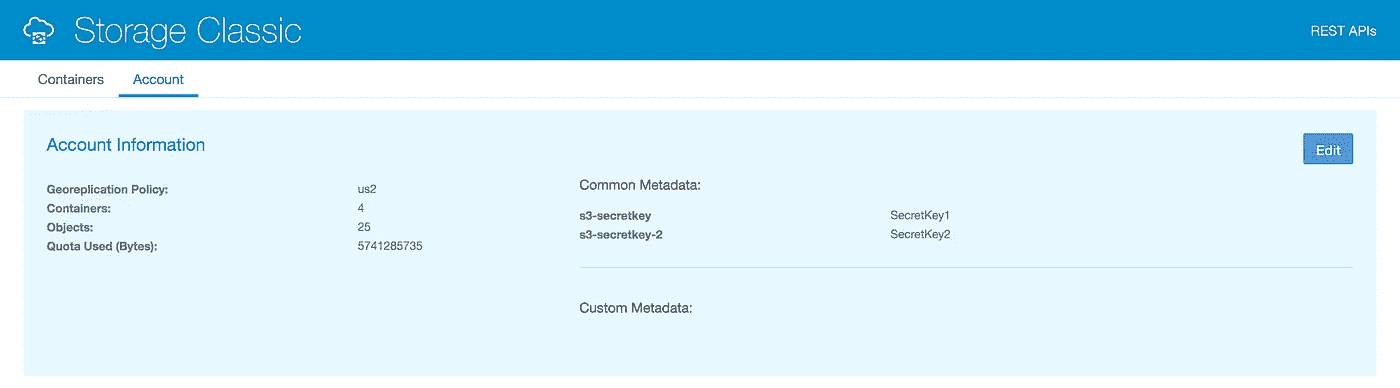 Storage Classic
REST APIs
Containers Account
Account Information
Edit
Georeplication Policy: us2
Containers: 4
Objects: 25
Quota Used (Bytes): 5741285735
Common Metadata:
s3-secretkey SecretKey1
s3-secretkey-2 SecretKey2
Custom Metadata: